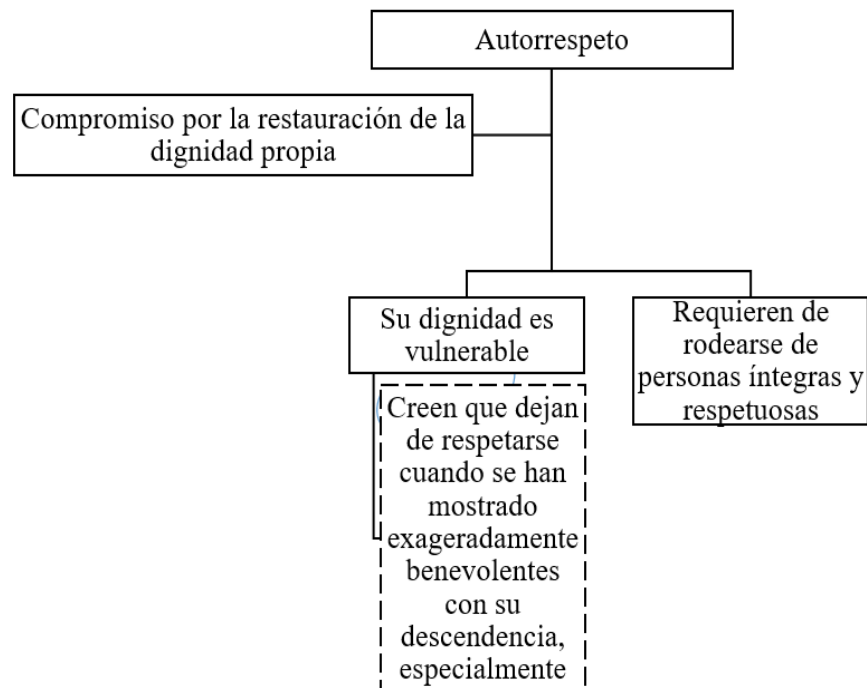 Autorrespeto
Compromiso por la restauración de la
dignidad propia
Su dignidad es
vulnerable
Requieren de
rodearse de
personas íntegras y
respetuosas
Creen que dejan
de respetarse
cuando se han
mostrado
exageradamente
benevolentes
con su
descendencia,
especialmente